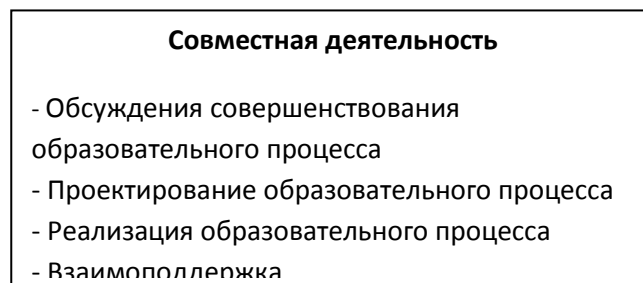 Совместная деятельность
- Обсуждения совершенствования
образовательного процесса
- Проектирование образовательного процесса
- Реализация образовательного процесса
- Взаимоподдержка